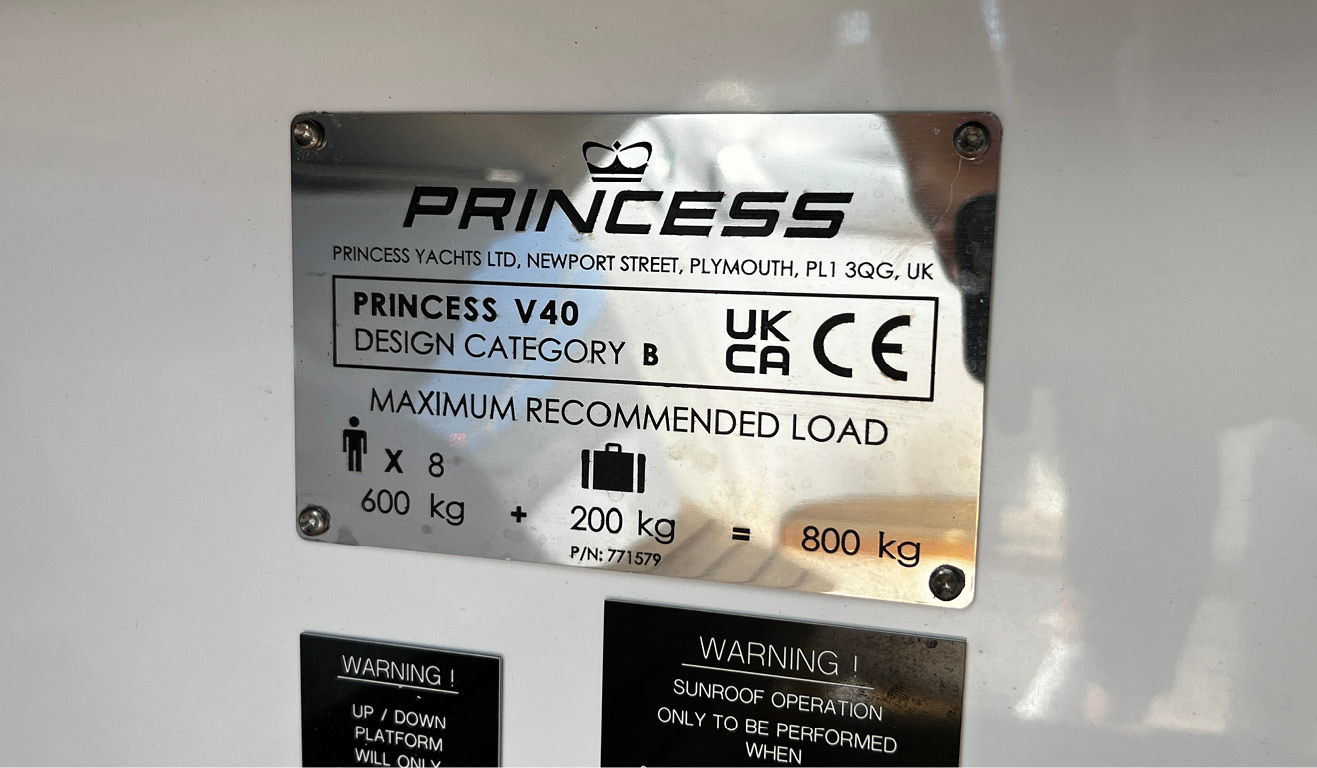 PRINCESS
PRINCESS YACHTS LTD, NEWPORT STREET, PLYMOUTH, PL1 3QG, UK
PRINCESS V40
DESIGN CATEGORY B
UK
CA CE
MAXIMUM RECOMMENDED LOAD
X 8
600 kg + 200 kg = 800 kg
P/N: 771579
WARNING !
UP / DOWN
PLATFORM
WILL ONLY
WARNING !
SUNROOF OPERATION
ONLY TO BE PERFORMED
WHEN